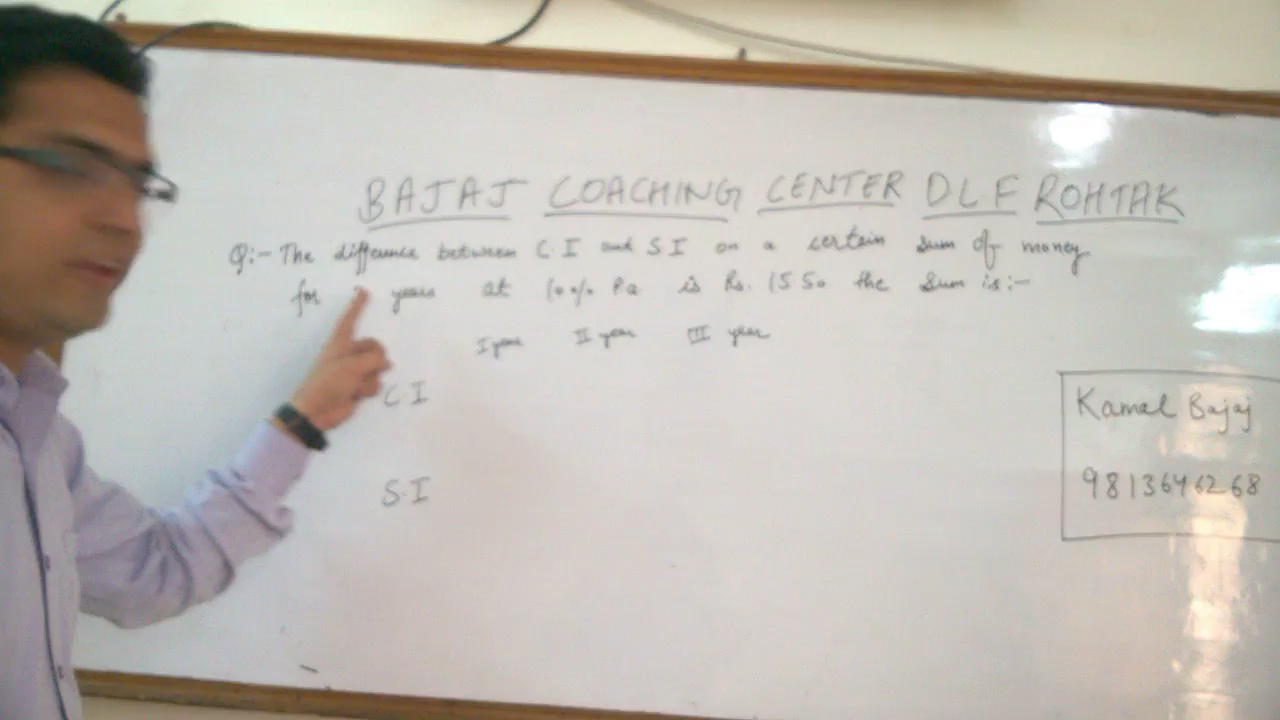 BAJAJ COACHING CENTER DLF ROHTAK
Q:- The difference between C.I and S.I on a certain sum of money
for years at 10% Pa is Rs. 1550 the sum is:-
I year II year III year
C.I
S.I
Kamal Bajaj
9813646268